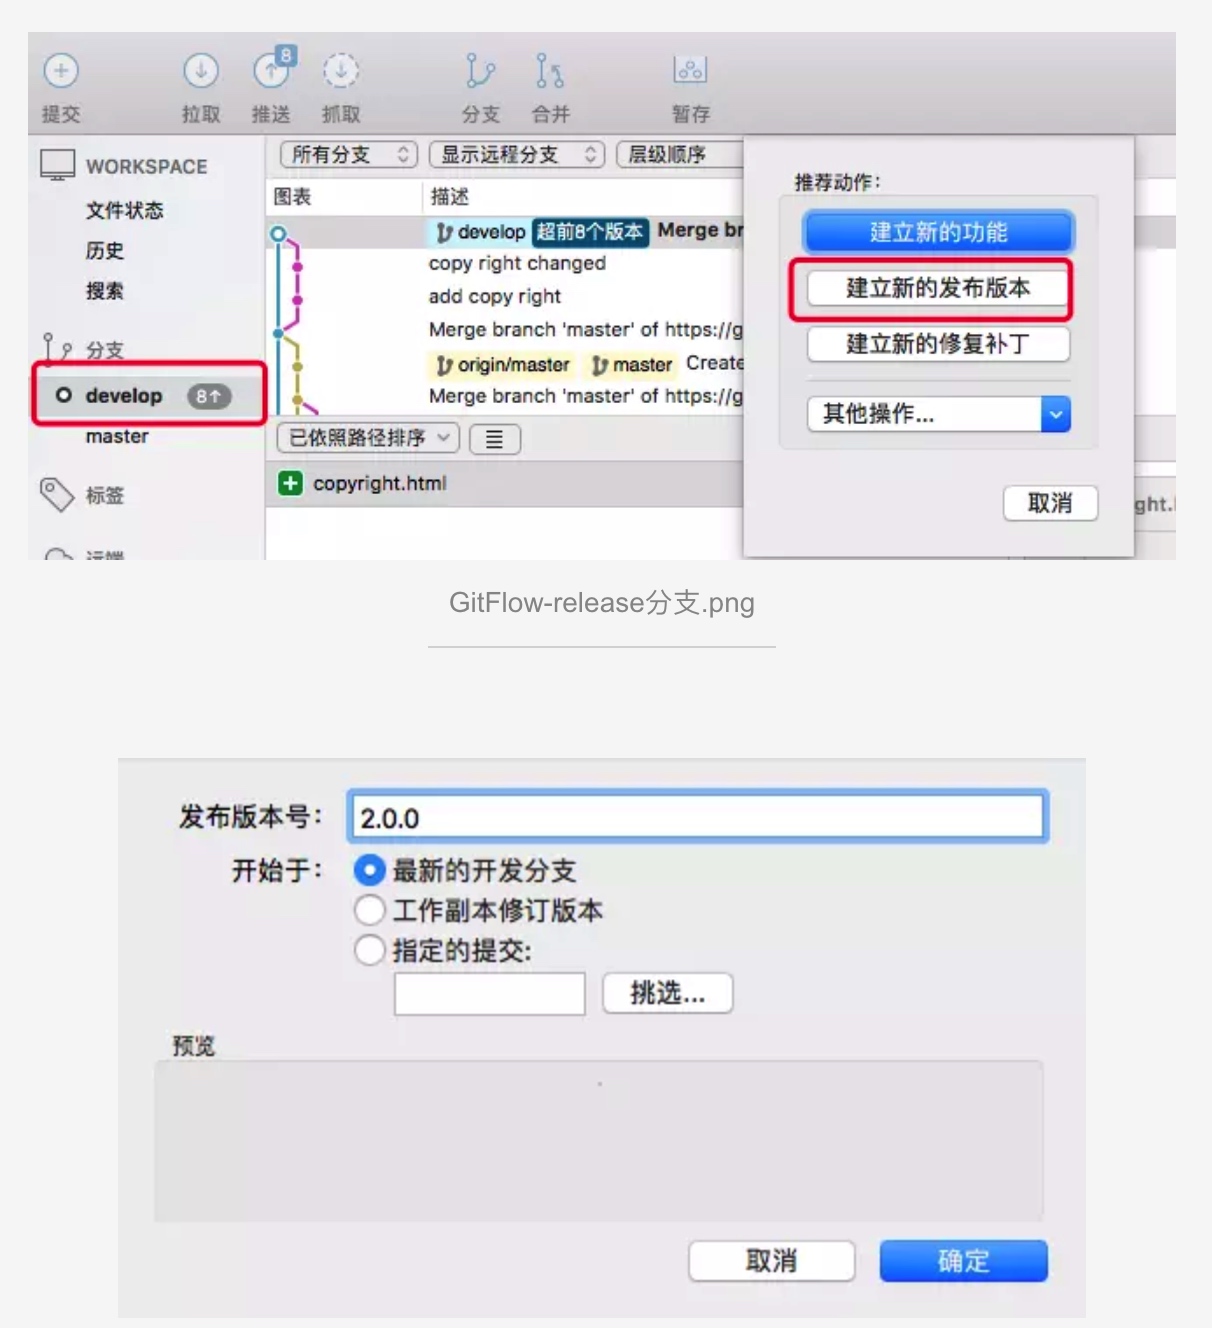 8
提交 拉取 推送 抓取 分支 合并 暂存
WORKSPACE
文件状态
历史
搜索
分支
develop 8↑
master
标签
远端
所有分支 显示远程分支 层级顺序
图表 描述
develop 超前8个版本 Merge br
copy right changed
add copy right
Merge branch 'master' of https://g
origin/master master Create
Merge branch 'master' of https://g
已依照路径排序
copyright.html
推荐动作:
建立新的功能
建立新的发布版本
建立新的修复补丁
其他操作...
取消
ght.
GitFlow-release分支.png
发布版本号: 2.0.0
开始于: 最新的开发分支
工作副本修订版本
指定的提交:
挑选...
预览
取消 确定